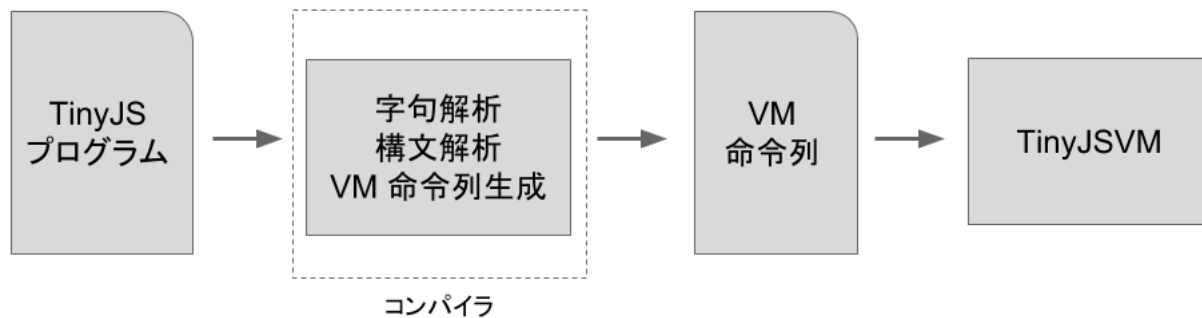 TinyJS
プログラム
字句解析
構文解析
VM 命令列生成
コンパイラ
VM
命令列
TinyJSVM